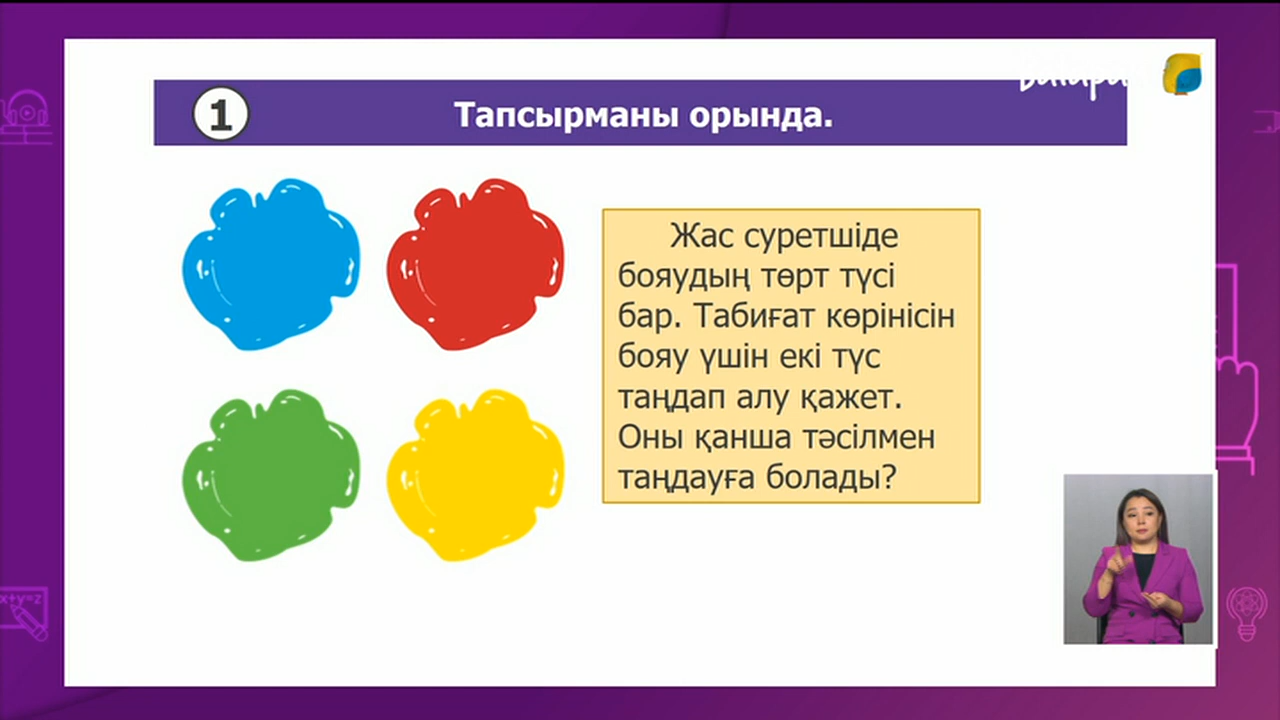 Balapan
1
Тапсырманы орында.
Жас суретшіде
бояудың төрт түсі
бар. Табиғат көрінісін
бояу үшін екі түс
таңдап алу қажет.
Оны қанша тәсілмен
таңдауға болады?
x+y=z